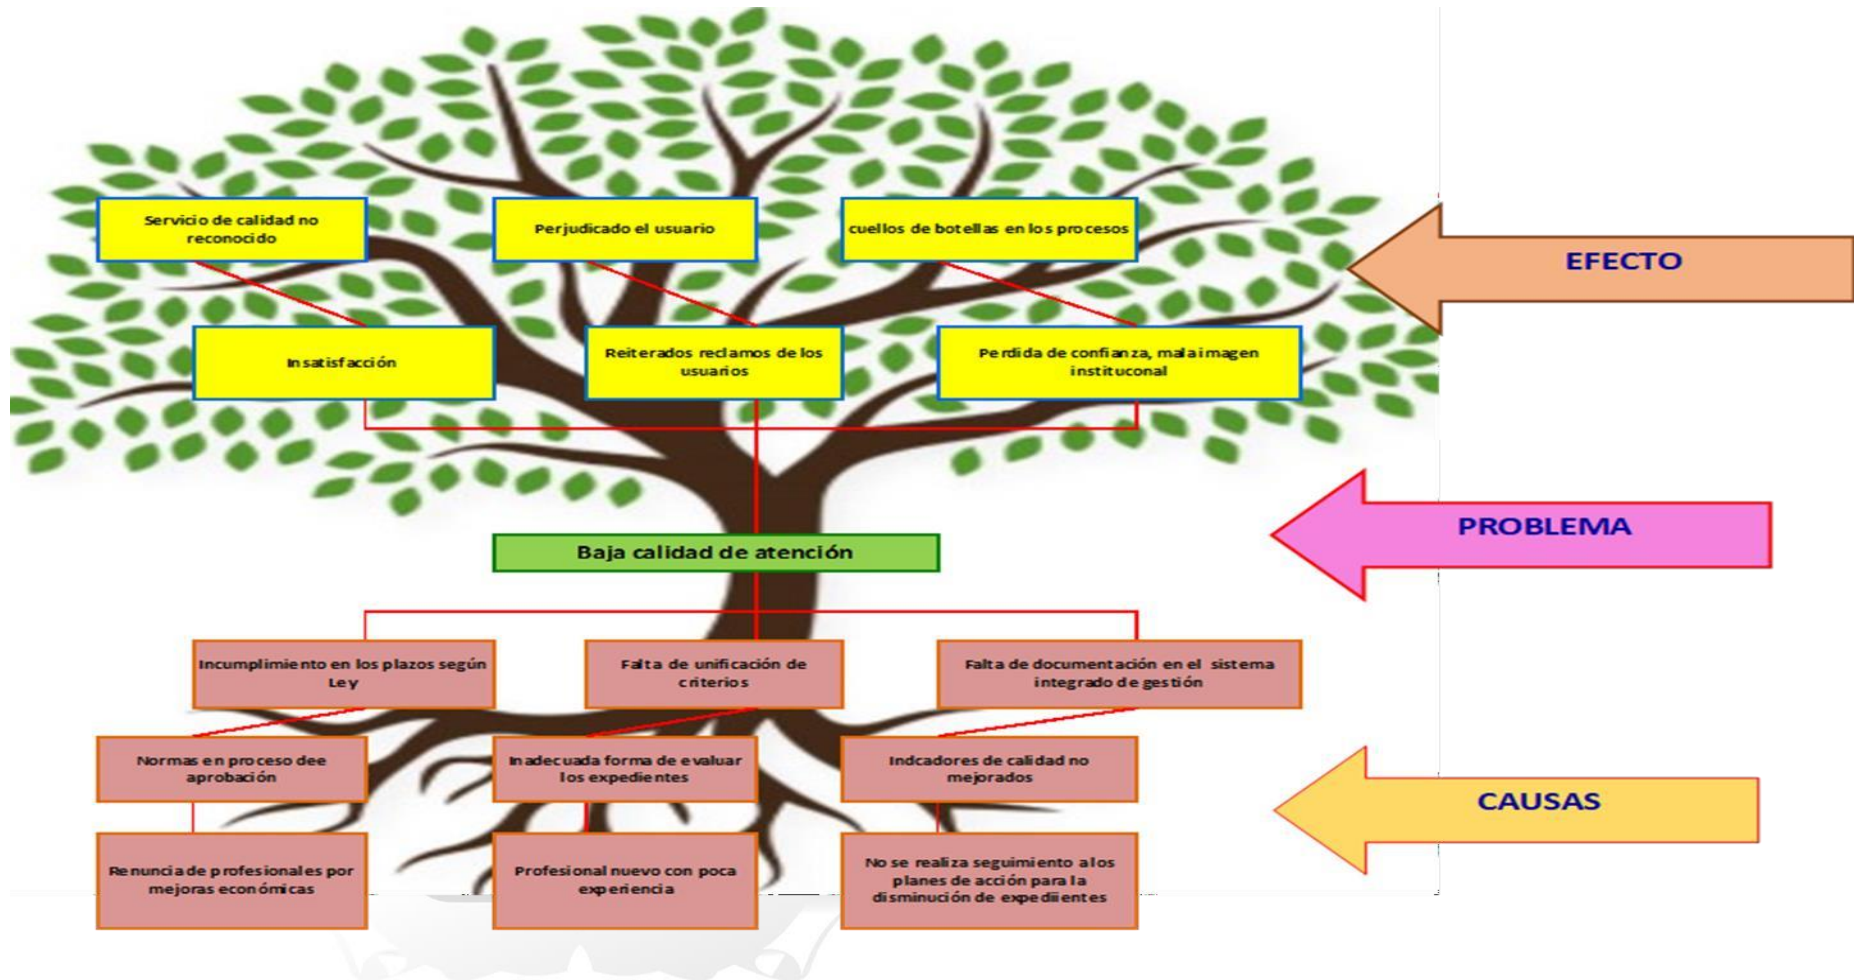 Servicio de calidad no
reconocido
Perjudicado el usuario
cuellos de botellas en los procesos
EFECTO
Insatisfacción
Reiterados reclamos de los
usuarios
Perdida de confianza, mala imagen
instituconal
PROBLEMA
Baja calidad de atención
Incumplimiento en los plazos según
Ley
Falta de unificación de
criterios
Falta de documentación en el sistema
integrado de gestión
Normas en proceso dee
aprobación
Inadecuada forma de evaluar
los expedientes
Indcadores de calidad no
mejorados
CAUSAS
Renuncia de profesionales por
mejoras económicas
Profesional nuevo con poca
experiencia
No se realiza seguimiento a los
planes de acción para la
disminución de expediientes